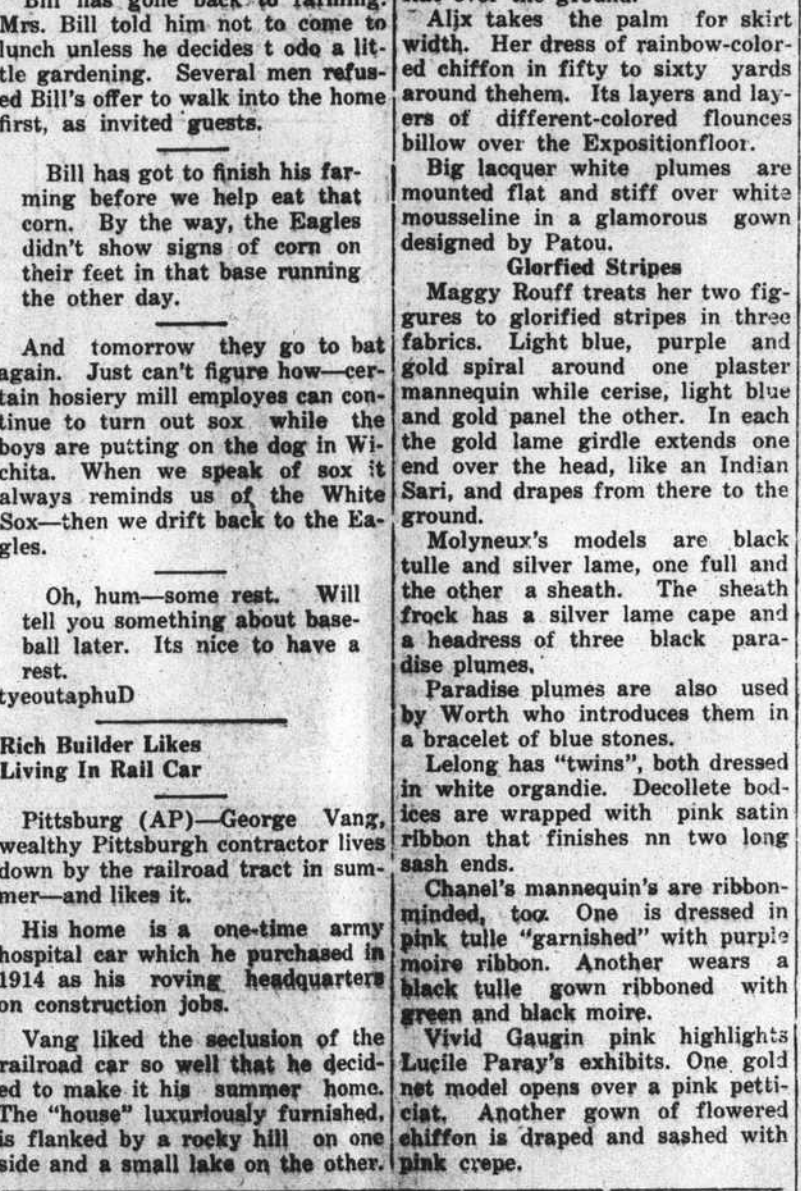 Bill has gone back to farming.
Mrs. Bill told him not to come to
lunch unless he decides t odo a lit-
tle gardening. Several men refus-
ed Bill's offer to walk into the home
first, as invited guests.
Bill has got to finish his far-
ming before we help eat that
corn. By the way, the Eagles
didn't show signs of corn on
their feet in that base running
the other day.
And tomorrow they go to bat
again. Just can't figure how—cer-
tain hosiery mill employes can con-
tinue to turn out sox while the
boys are putting on the dog in Wi-
chita. When we speak of sox it
always reminds us of the White
Sox—then we drift back to the Ea-
gles.
Oh, hum—some rest. Will
tell you something about base-
ball later. Its nice to have a
rest.
tyeoutaphuD
Rich Builder Likes
Living In Rail Car
Pittsburg (AP)—George Vang,
wealthy Pittsburgh contractor lives
down by the railroad tract in sum-
mer—and likes it.
His home is a one-time army
hospital car which he purchased in
1914 as his roving headquarters
on construction jobs.
Vang liked the seclusion of the
railroad car so well that he decid-
ed to make it his summer home.
The "house" luxuriously furnished,
is flanked by a rocky hill on one
side and a small lake on the other.
over the ground.
Alix takes the palm for skirt
width. Her dress of rainbow-color-
ed chiffon in fifty to sixty yards
around thehem. Its layers and lay-
ers of different-colored flounces
billow over the Expositionfloor.
Big lacquer white plumes are
mounted flat and stiff over white
mousseline in a glamorous gown
designed by Patou.
Glorfied Stripes
Maggy Rouff treats her two fig-
gures to glorified stripes in three
fabrics. Light blue, purple and
gold spiral around one plaster
mannequin while cerise, light blue
and gold panel the other. In each
the gold lame girdle extends one
end over the head, like an Indian
Sari, and drapes from there to the
ground.
Molyneux's models are black
tulle and silver lame, one full and
the other a sheath. The sheath
frock has a silver lame cape and
a headress of three black para-
dise plumes.
Paradise plumes are also used
by Worth who introduces them in
a bracelet of blue stones.
Lelong has "twins", both dressed
in white organdie. Decollete bod-
ices are wrapped with pink satin
ribbon that finishes nn two long
sash ends.
Chanel's mannequin's are ribbon-
minded, too. One is dressed in
pink tulle "garnished" with purple
moire ribbon. Another wears a
black tulle gown ribboned with
green and black moire.
Vivid Gaugin pink highlights
Lucile Paray's exhibits. One gold
net model opens over a pink petti-
ciat. Another gown of flowered
chiffon is draped and sashed with
pink crepe.